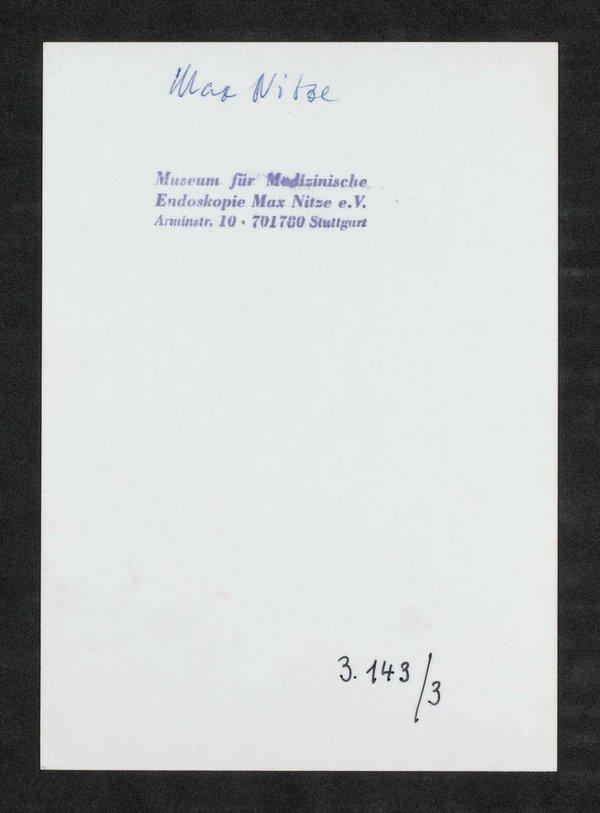 Max Nitze
Museum für Medizinische
Endoskopie Max Nitze e.V.
Arminstr. 10 · 701780 Stuttgart
3.143/3